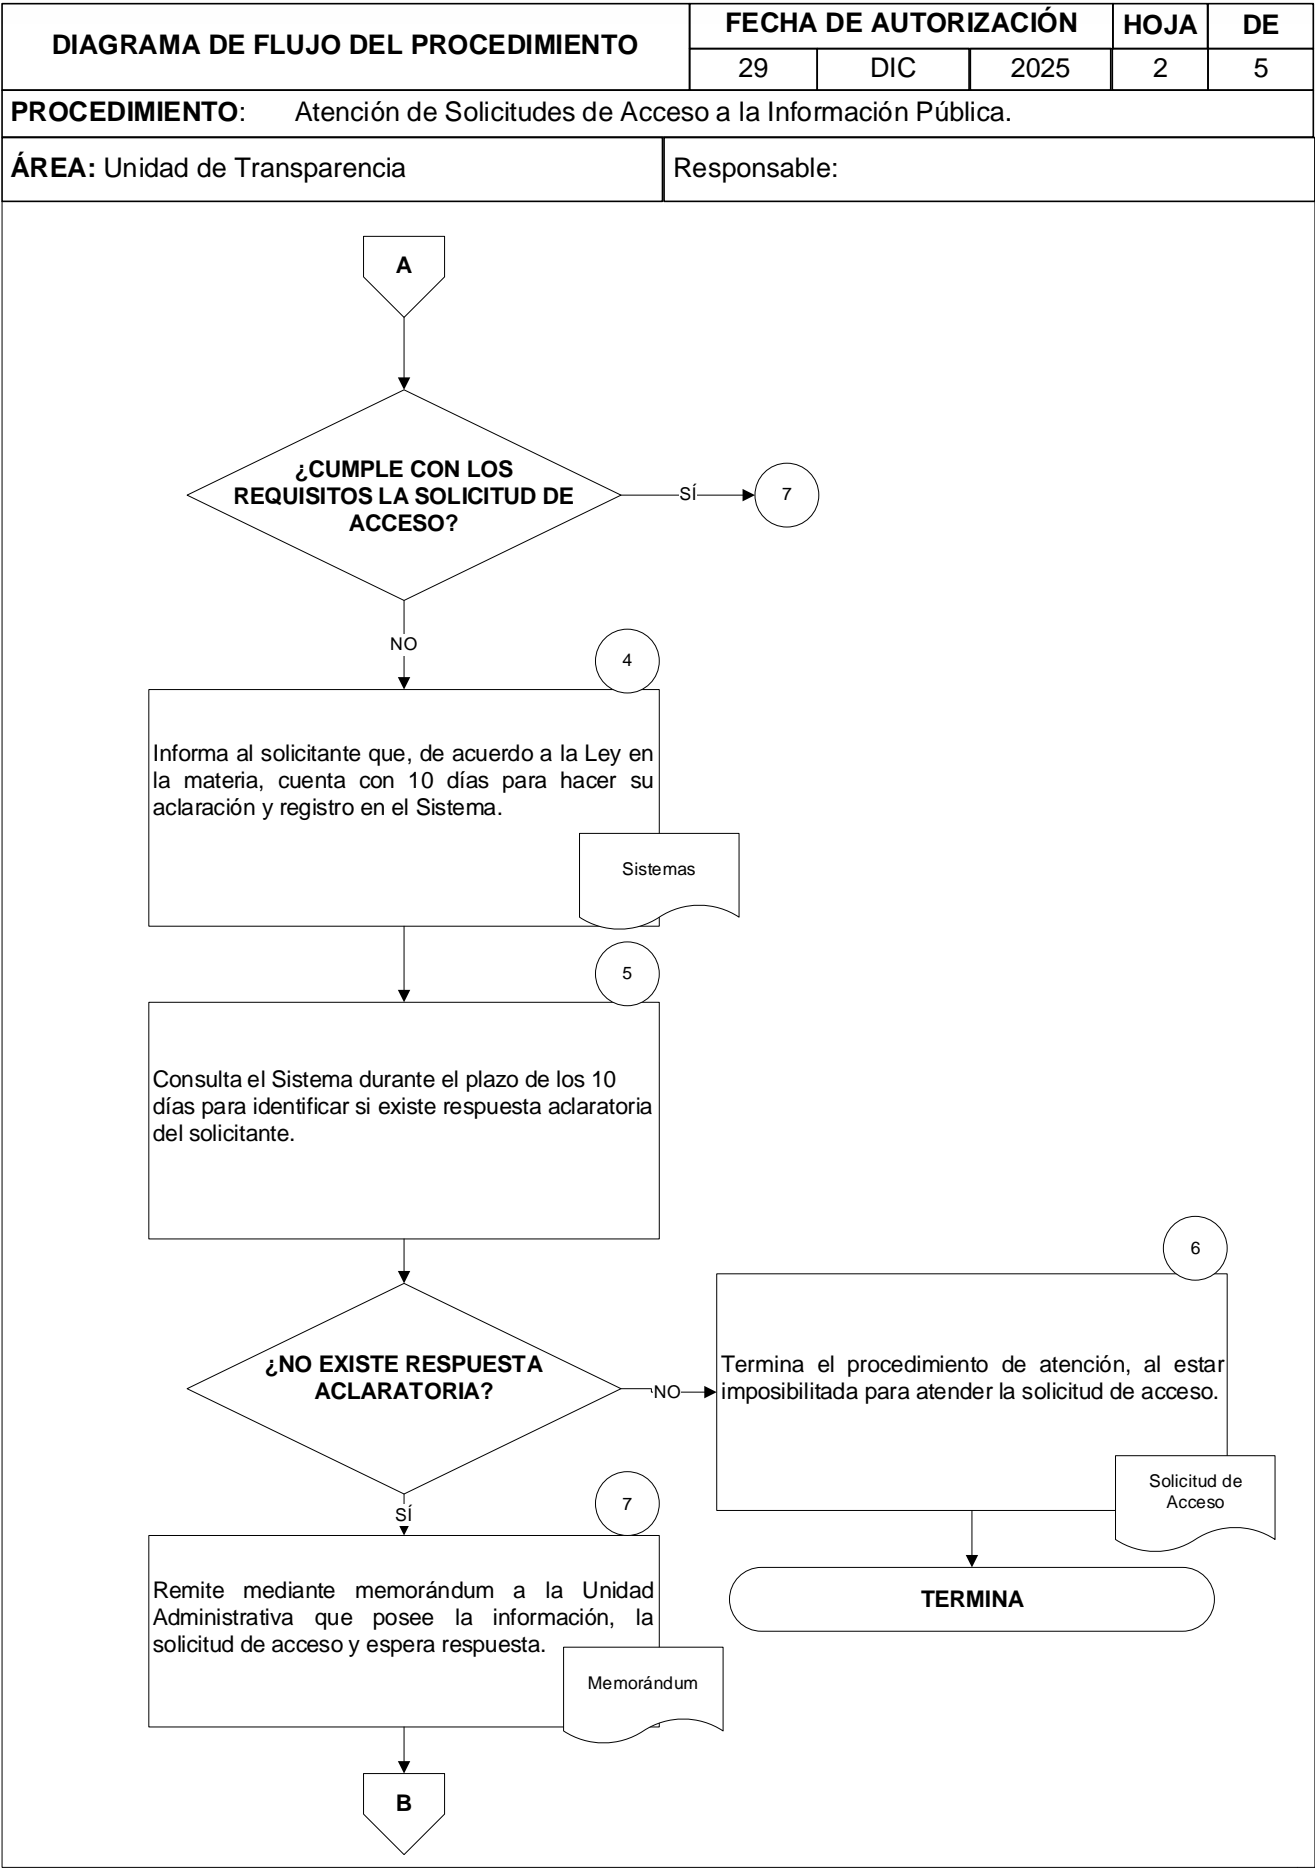 DIAGRAMA DE FLUJO DEL PROCEDIMIENTO
FECHA DE AUTORIZACIÓN
HOJA
DE
29
DIC
2025
2
5
PROCEDIMIENTO: Atención de Solicitudes de Acceso a la Información Pública.
ÁREA: Unidad de Transparencia
Responsable:
A
¿CUMPLE CON LOS
REQUISITOS LA SOLICITUD DE
ACCESO?
SÍ
7
NO
4
Informa al solicitante que, de acuerdo a la Ley en
la materia, cuenta con 10 días para hacer su
aclaración y registro en el Sistema.
Sistemas
5
Consulta el Sistema durante el plazo de los 10
días para identificar si existe respuesta aclaratoria
del solicitante.
¿NO EXISTE RESPUESTA
ACLARATORIA?
NO
6
Termina el procedimiento de atención, al estar
imposibilitada para atender la solicitud de acceso.
Solicitud de
Acceso
TERMINA
SÍ
7
Remite mediante memorándum a la Unidad
Administrativa que posee la información, la
solicitud de acceso y espera respuesta.
Memorándum
B